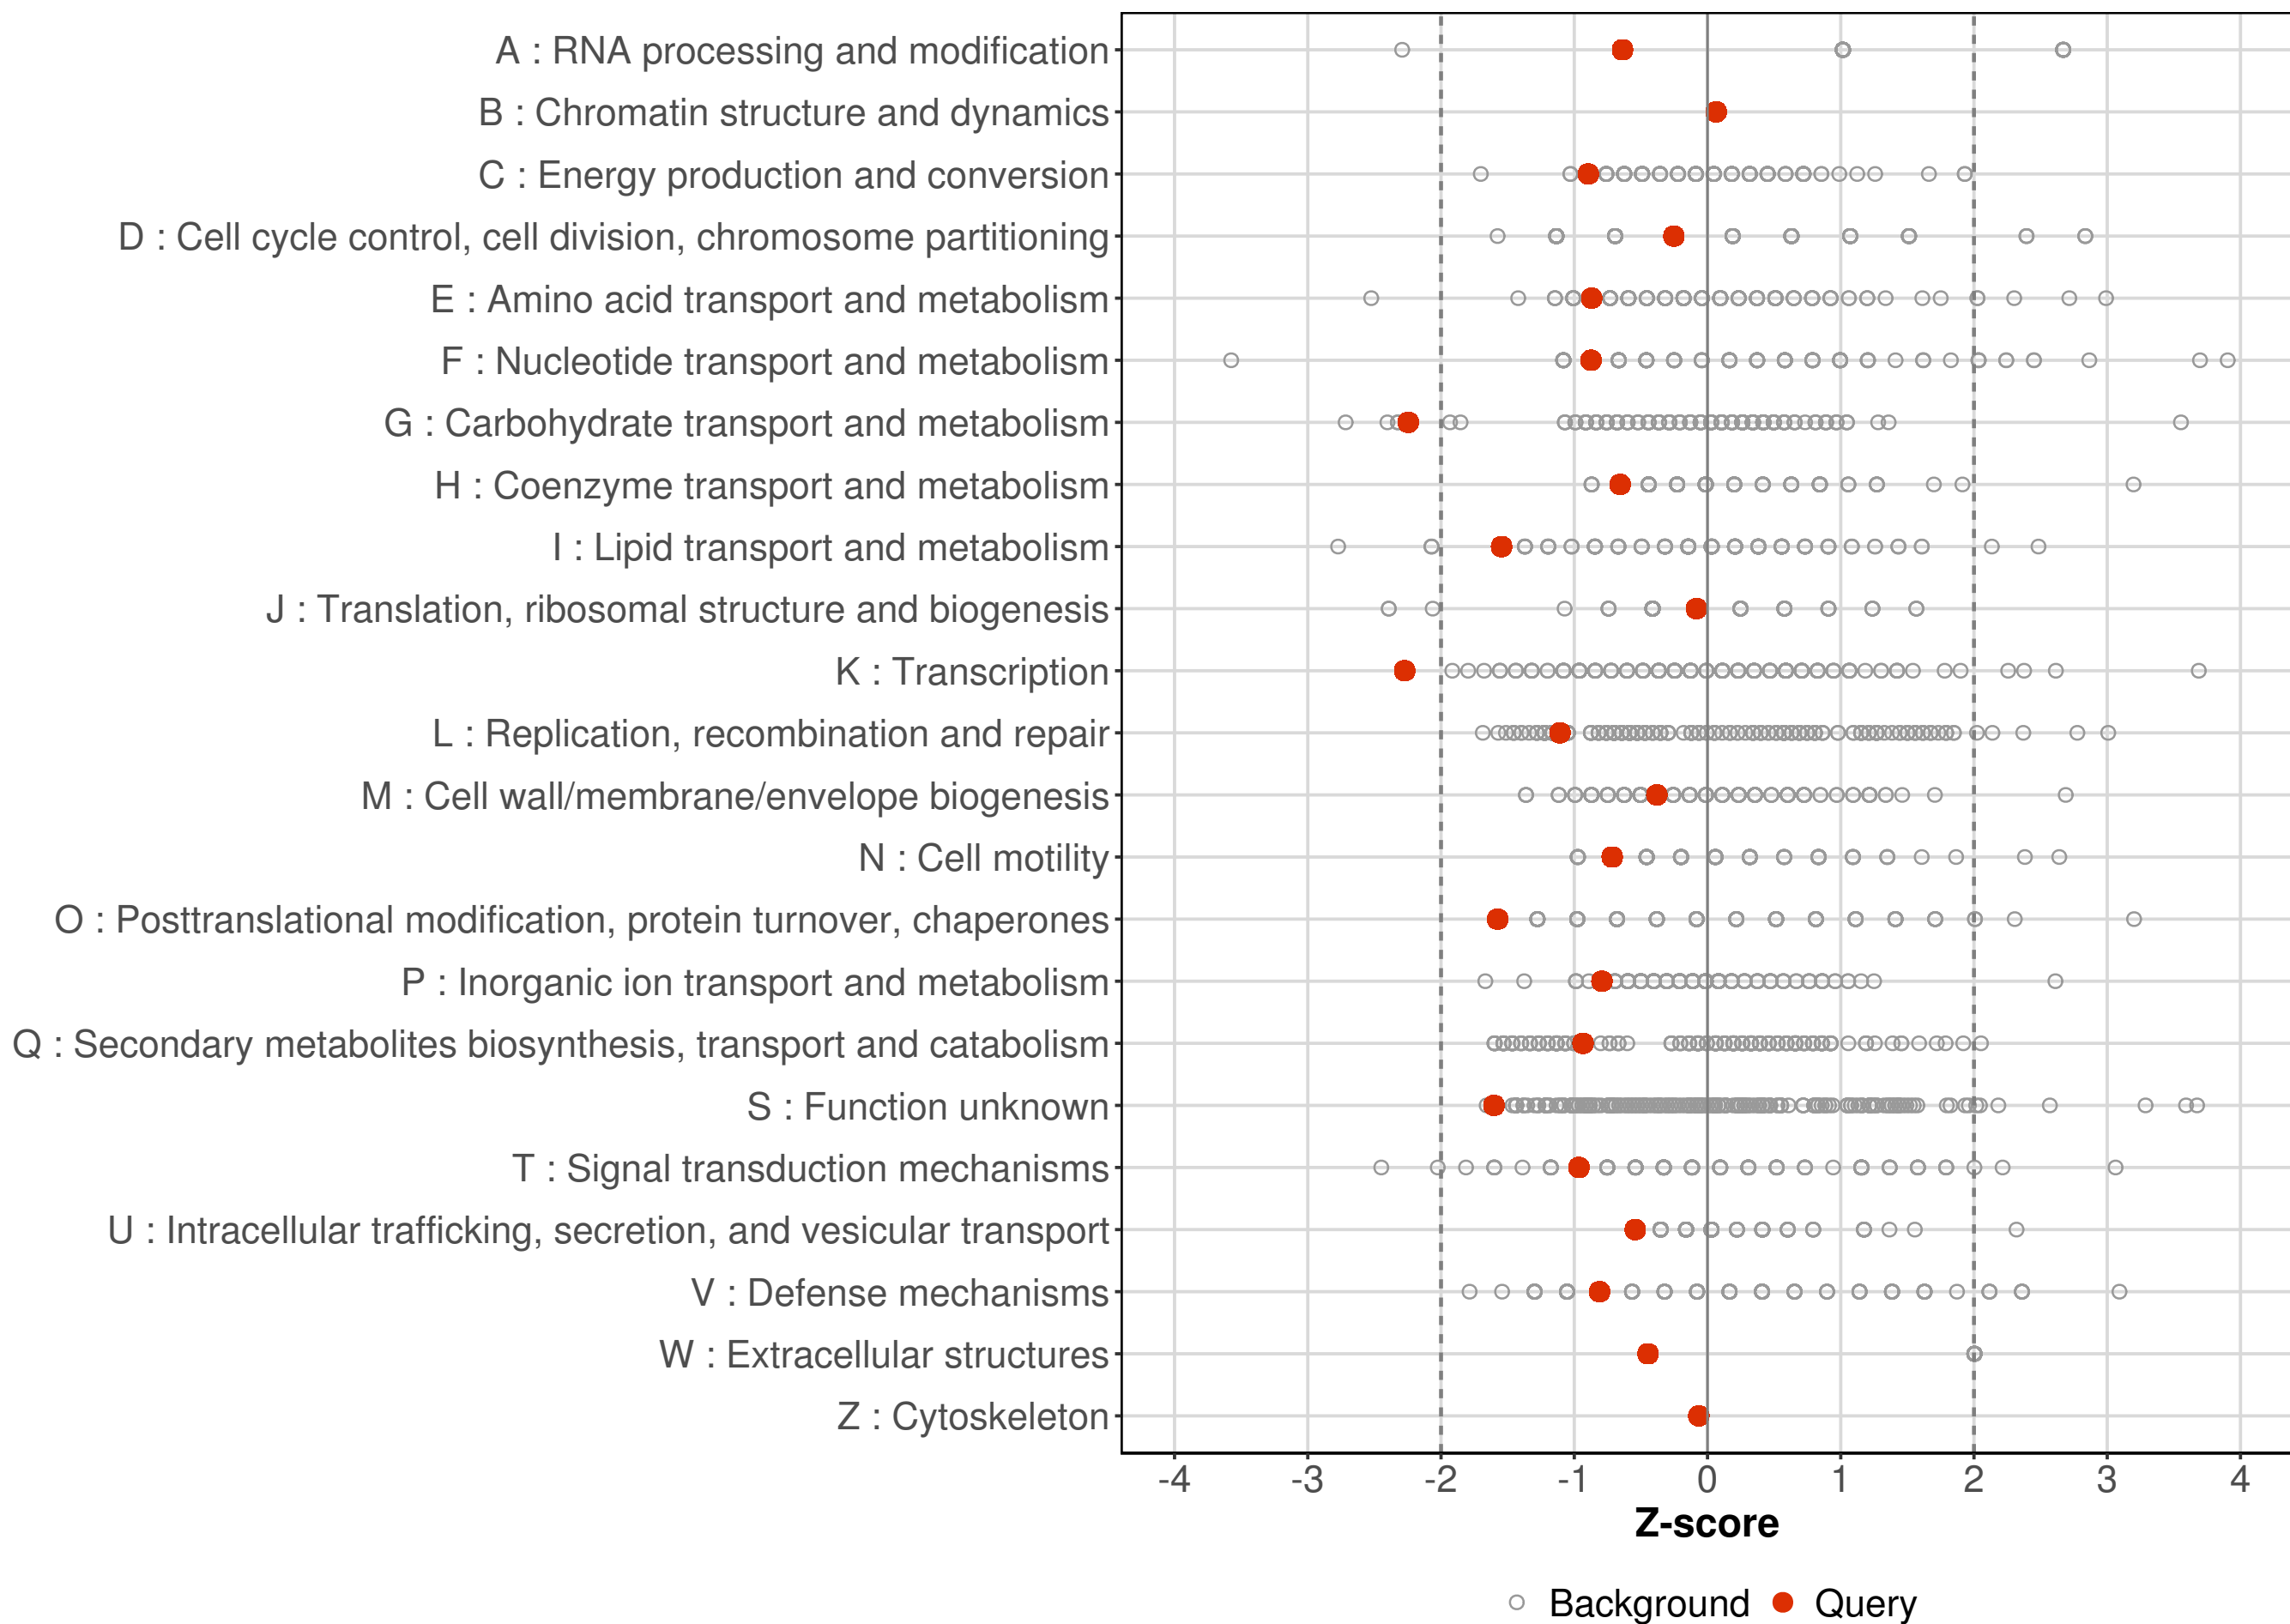 A : RNA processing and modification
B : Chromatin structure and dynamics
C : Energy production and conversion
D : Cell cycle control, cell division, chromosome partitioning
E : Amino acid transport and metabolism
F : Nucleotide transport and metabolism
G : Carbohydrate transport and metabolism
H : Coenzyme transport and metabolism
I : Lipid transport and metabolism
J : Translation, ribosomal structure and biogenesis
K : Transcription
L : Replication, recombination and repair
M : Cell wall/membrane/envelope biogenesis
N : Cell motility
O : Posttranslational modification, protein turnover, chaperones
P : Inorganic ion transport and metabolism
Q : Secondary metabolites biosynthesis, transport and catabolism
S : Function unknown
T : Signal transduction mechanisms
U : Intracellular trafficking, secretion, and vesicular transport
V : Defense mechanisms
W : Extracellular structures
Z : Cytoskeleton
-4 -3 -2 -1 0 1 2 3 4
Z-score
Background Query